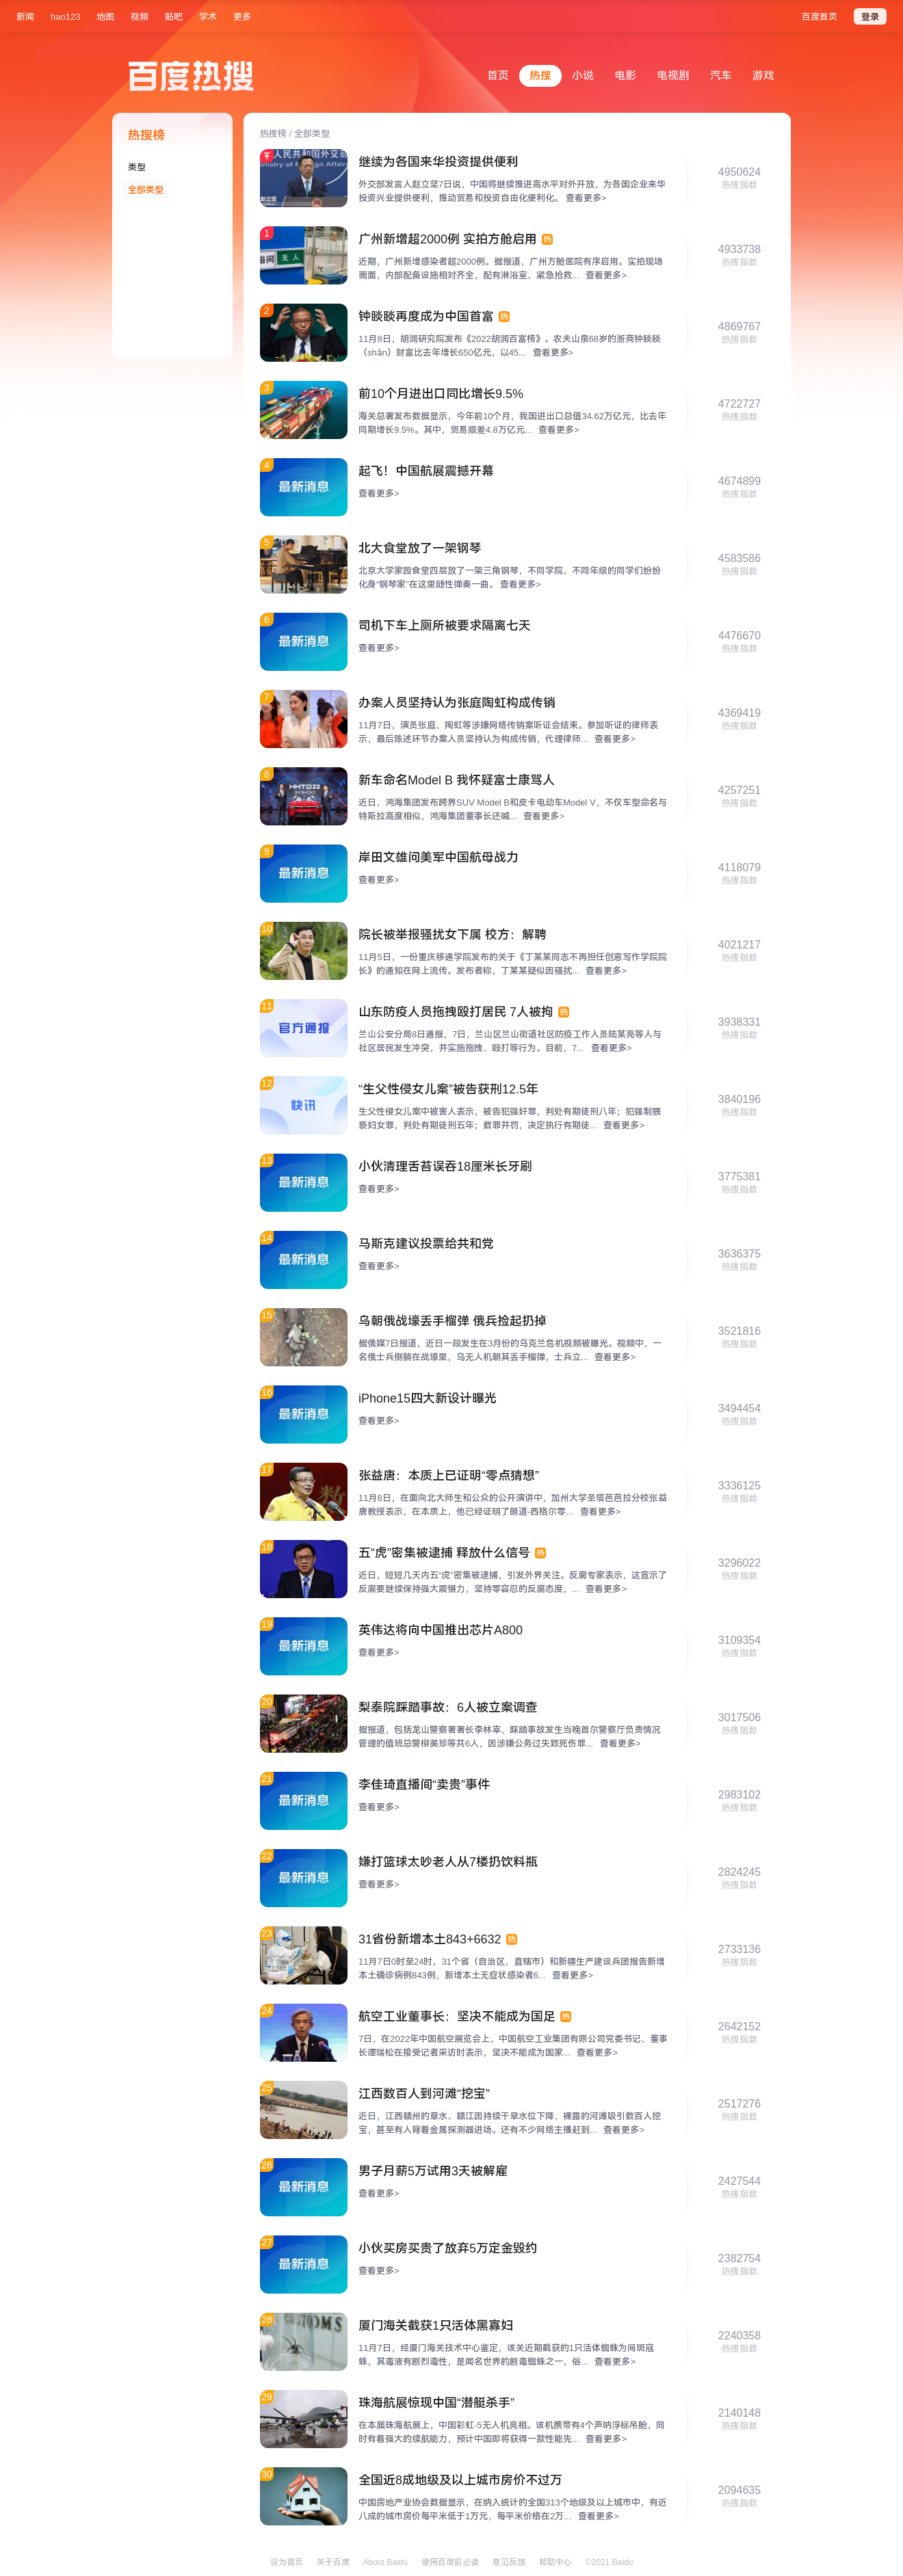 新闻 hao123 地图 视频 贴吧 学术 更多 百度首页 登录
百度热搜
首页 热搜 小说 电影 电视剧 汽车 游戏
热搜榜
类型
全部类型
热搜榜 / 全部类型
继续为各国来华投资提供便利
外交部发言人赵立坚7日说，中国将继续推进高水平对外开放，为各国企业来华
投资兴业提供便利，推动贸易和投资自由化便利化。 查看更多>
4950624
热搜指数
1
广州新增超2000例 实拍方舱启用 热
近期，广州新增感染者超2000例。据报道，广州方舱医院有序启用。实拍现场
画面，内部配备设施相对齐全，配有淋浴室、紧急抢救... 查看更多>
4933738
热搜指数
2
钟睒睒再度成为中国首富 热
11月8日，胡润研究院发布《2022胡润百富榜》。农夫山泉68岁的浙商钟睒睒
（shǎn）财富比去年增长650亿元，以45... 查看更多>
4869767
热搜指数
3
前10个月进出口同比增长9.5%
海关总署发布数据显示，今年前10个月，我国进出口总值34.62万亿元，比去年
同期增长9.5%。其中，贸易顺差4.8万亿元... 查看更多>
4722727
热搜指数
4
最新消息
起飞！中国航展震撼开幕
查看更多>
4674899
热搜指数
5
北大食堂放了一架钢琴
北京大学家园食堂四层放了一架三角钢琴，不同学院、不同年级的同学们纷纷
化身“钢琴家”在这里随性弹奏一曲。 查看更多>
4583586
热搜指数
6
最新消息
司机下车上厕所被要求隔离七天
查看更多>
4476670
热搜指数
7
办案人员坚持认为张庭陶虹构成传销
11月7日，演员张庭、陶虹等涉嫌网络传销案听证会结束。参加听证的律师表
示，最后陈述环节办案人员坚持认为构成传销，代理律师... 查看更多>
4369419
热搜指数
8
新车命名Model B 我怀疑富士康骂人
近日，鸿海集团发布跨界SUV Model B和皮卡电动车Model V，不仅车型命名与
特斯拉高度相似，鸿海集团董事长还喊... 查看更多>
4257251
热搜指数
9
最新消息
岸田文雄问美军中国航母战力
查看更多>
4118079
热搜指数
10
院长被举报骚扰女下属 校方：解聘
11月5日，一份重庆移通学院发布的关于《丁某某同志不再担任创意写作学院院
长》的通知在网上流传。发布者称，丁某某疑似因骚扰... 查看更多>
4021217
热搜指数
11
官方通报
山东防疫人员拖拽殴打居民 7人被拘 热
兰山公安分局8日通报，7日，兰山区兰山街道社区防疫工作人员陆某亮等人与
社区居民发生冲突，并实施拖拽、殴打等行为。目前，7... 查看更多>
3938331
热搜指数
12
快讯
“生父性侵女儿案”被告获刑12.5年
生父性侵女儿案中被害人表示，被告犯强奸罪，判处有期徒刑八年；犯强制猥
亵妇女罪，判处有期徒刑五年；数罪并罚，决定执行有期徒... 查看更多>
3840196
热搜指数
13
最新消息
小伙清理舌苔误吞18厘米长牙刷
查看更多>
3775381
热搜指数
14
最新消息
马斯克建议投票给共和党
查看更多>
3636375
热搜指数
15
乌朝俄战壕丢手榴弹 俄兵捡起扔掉
据俄媒7日报道，近日一段发生在3月份的乌克兰危机视频被曝光。视频中，一
名俄士兵侧躺在战壕里，乌无人机朝其丢手榴弹，士兵立... 查看更多>
3521816
热搜指数
16
最新消息
iPhone15四大新设计曝光
查看更多>
3494454
热搜指数
17
张益唐：本质上已证明“零点猜想”
11月8日，在面向北大师生和公众的公开演讲中，加州大学圣塔芭芭拉分校张益
唐教授表示，在本质上，他已经证明了朗道-西格尔零... 查看更多>
3336125
热搜指数
18
五“虎”密集被逮捕 释放什么信号 热
近日，短短几天内五“虎”密集被逮捕，引发外界关注。反腐专家表示，这宣示了
反腐要继续保持强大震慑力，坚持零容忍的反腐态度，... 查看更多>
3296022
热搜指数
19
最新消息
英伟达将向中国推出芯片A800
查看更多>
3109354
热搜指数
20
梨泰院踩踏事故：6人被立案调查
据报道，包括龙山警察署署长李林宰、踩踏事故发生当晚首尔警察厅负责情况
管理的值班总警柳美珍等共6人，因涉嫌公务过失致死伤罪... 查看更多>
3017506
热搜指数
21
最新消息
李佳琦直播间“卖贵”事件
查看更多>
2983102
热搜指数
22
最新消息
嫌打篮球太吵老人从7楼扔饮料瓶
查看更多>
2824245
热搜指数
23
31省份新增本土843+6632 热
11月7日0时至24时，31个省（自治区、直辖市）和新疆生产建设兵团报告新增
本土确诊病例843例，新增本土无症状感染者6... 查看更多>
2733136
热搜指数
24
航空工业董事长：坚决不能成为国足 热
7日，在2022年中国航空展览会上，中国航空工业集团有限公司党委书记、董事
长谭瑞松在接受记者采访时表示，坚决不能成为国家... 查看更多>
2642152
热搜指数
25
江西数百人到河滩“挖宝”
近日，江西赣州的章水、赣江因持续干旱水位下降，裸露的河滩吸引数百人挖
宝，甚至有人背着金属探测器进场。还有不少网络主播赶到... 查看更多>
2517276
热搜指数
26
最新消息
男子月薪5万试用3天被解雇
查看更多>
2427544
热搜指数
27
最新消息
小伙买房买贵了放弃5万定金毁约
查看更多>
2382754
热搜指数
28
厦门海关截获1只活体黑寡妇
11月7日，经厦门海关技术中心鉴定，该关近期截获的1只活体蜘蛛为间斑寇
蛛，其毒液有剧烈毒性，是闻名世界的剧毒蜘蛛之一，俗... 查看更多>
2240358
热搜指数
29
珠海航展惊现中国“潜艇杀手”
在本届珠海航展上，中国彩虹-5无人机亮相。该机携带有4个声呐浮标吊舱，同
时有着强大的续航能力，预计中国即将获得一款性能先... 查看更多>
2140148
热搜指数
30
全国近8成地级及以上城市房价不过万
中国房地产业协会数据显示，在纳入统计的全国313个地级及以上城市中，有近
八成的城市房价每平米低于1万元，每平米价格在2万... 查看更多>
2094635
热搜指数
设为首页 关于百度 About Baidu 使用百度前必读 意见反馈 帮助中心 ©2021 Baidu